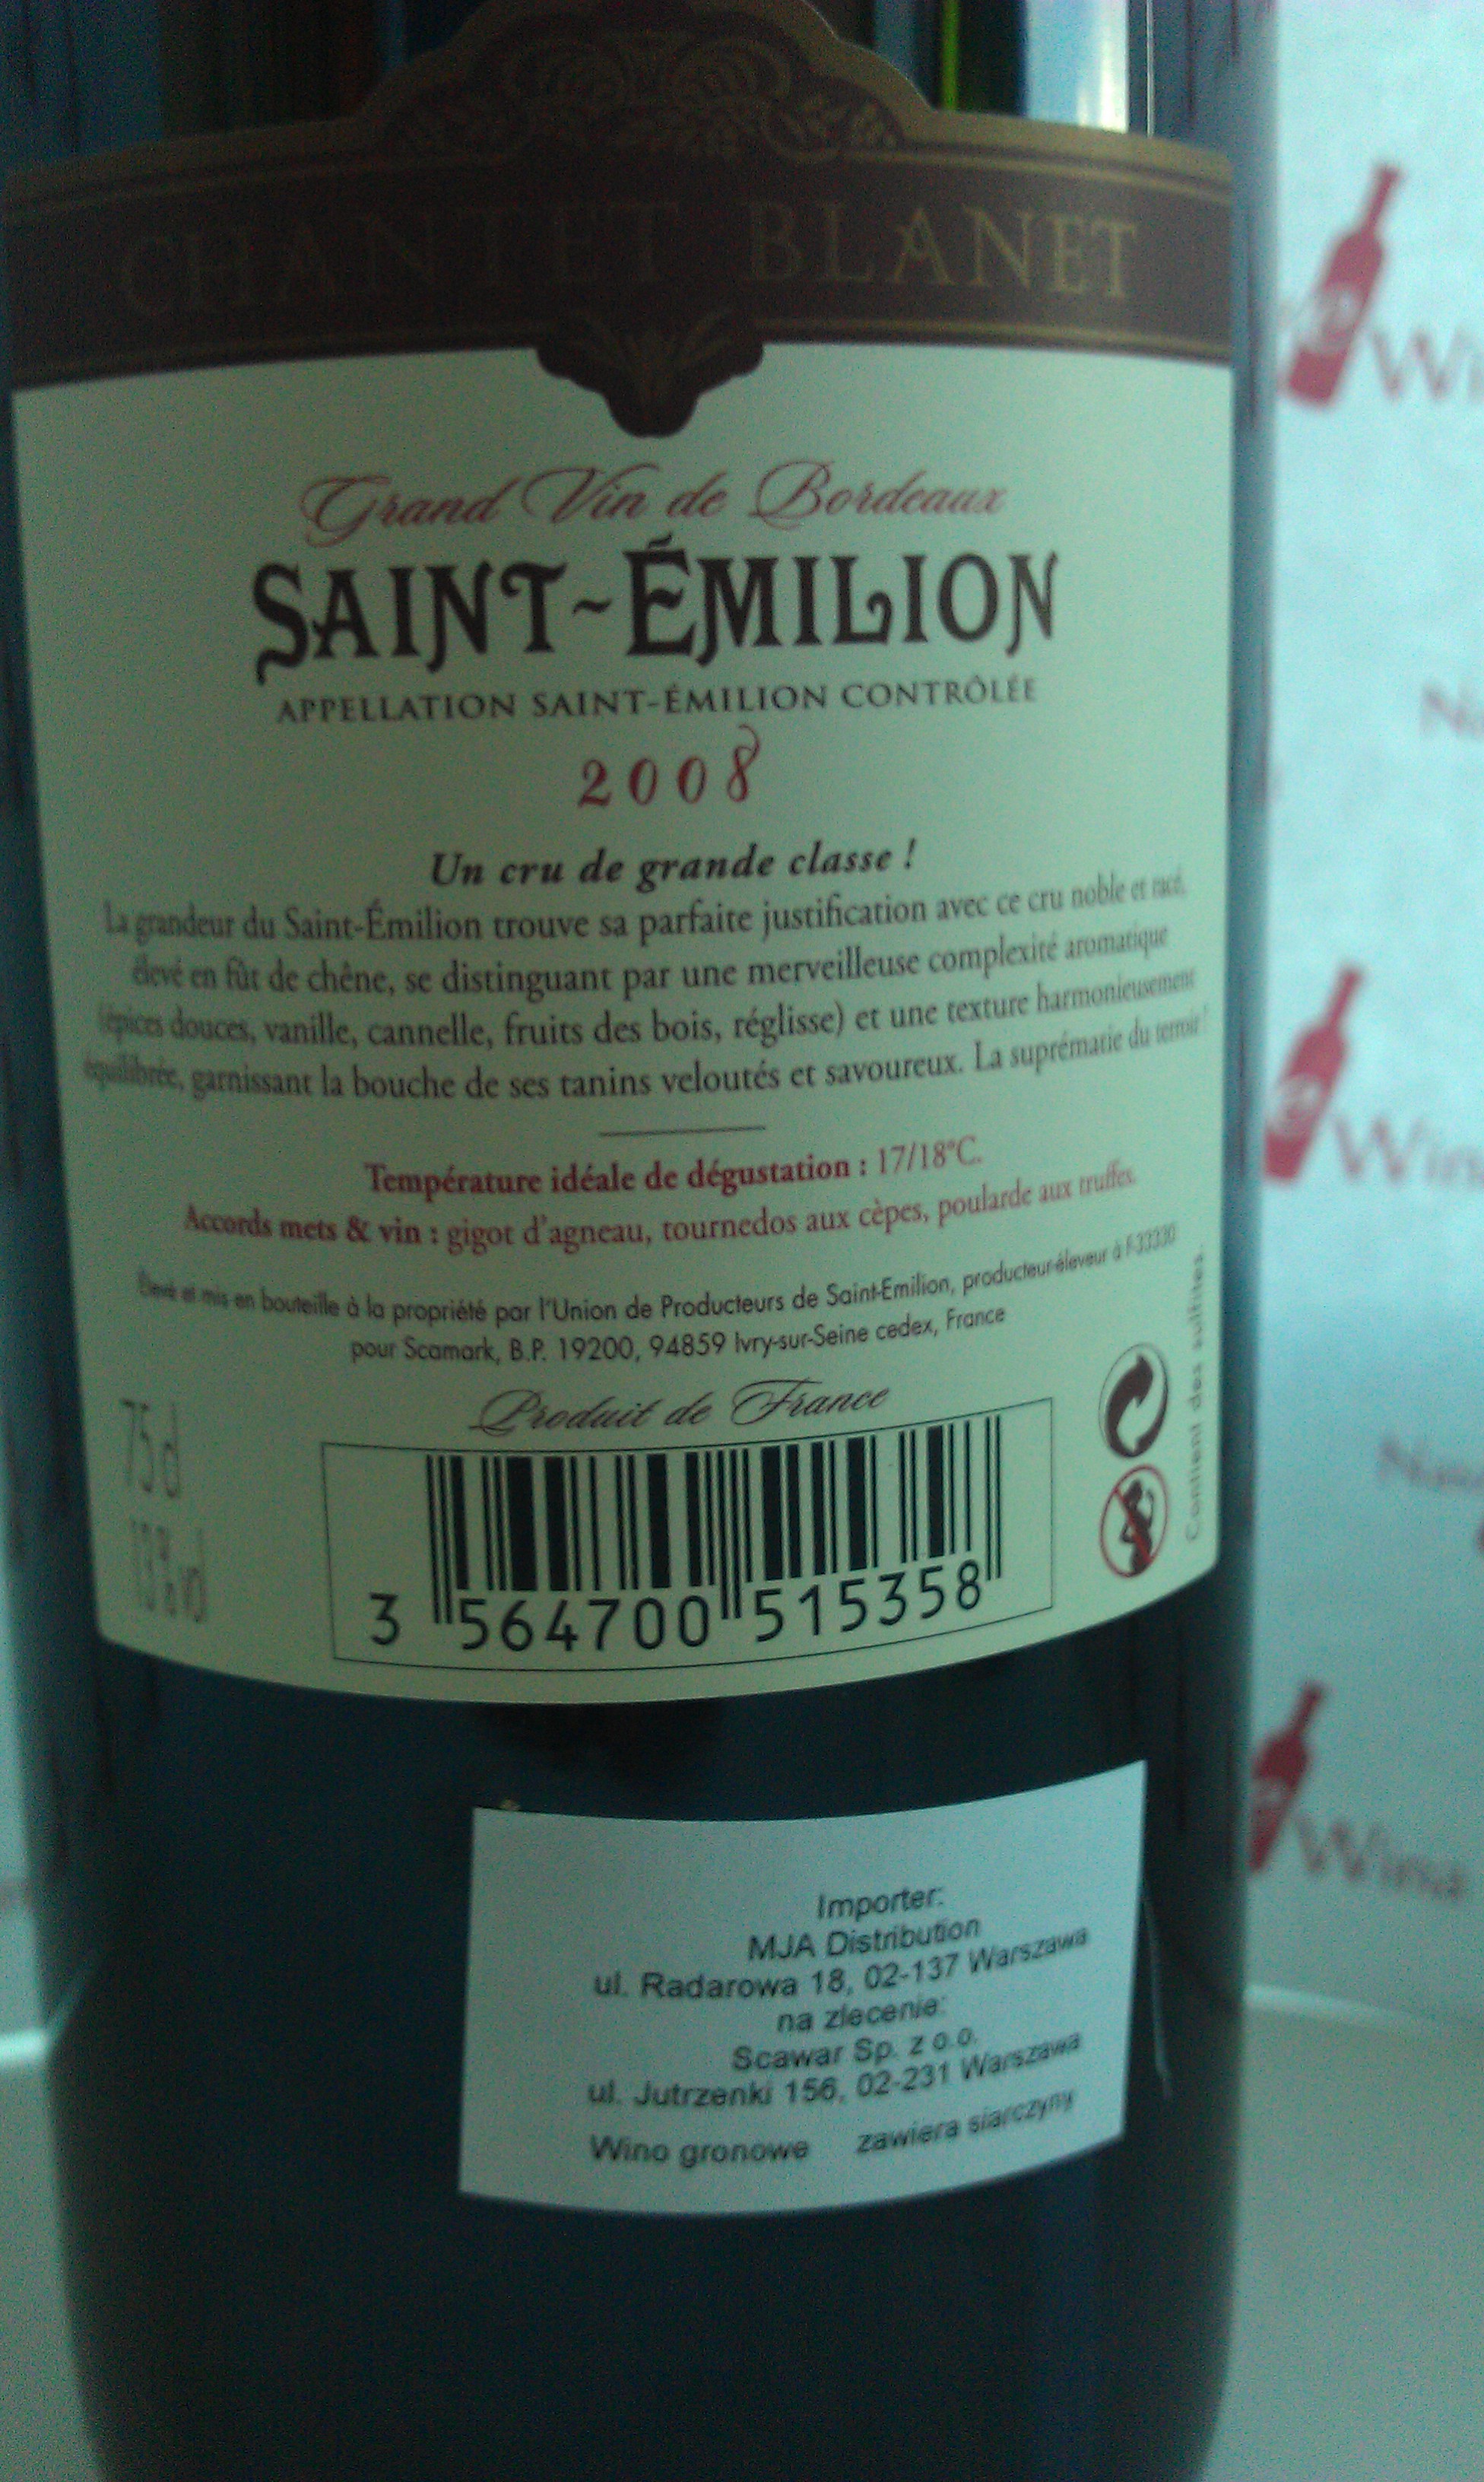 CHANTET BLANET
Grand Vin de Bordeaux
SAINT-ÉMILION
APPELLATION SAINT-ÉMILION CONTRÔLÉE
2008
Un cru de grande classe !
La grandeur du Saint-Émilion trouve sa parfaite justification avec ce cru noble et racé,
élevé en fût de chêne, se distinguant par une merveilleuse complexité aromatique
(épices douces, vanille, cannelle, fruits des bois, réglisse) et une texture harmonieusement
équilibrée, garnissant la bouche de ses tanins veloutés et savoureux. La suprématie du terroir !
Température idéale de dégustation : 17/18°C.
Accords mets & vin : gigot d'agneau, tournedos aux cèpes, poularde aux truffes.
Élevé et mis en bouteille à la propriété par l'Union de Producteurs de Saint-Emilion, producteur-éleveur à F-33330
pour Scamark, B.P. 19200, 94859 Ivry-sur-Seine cedex, France
Produit de France
75 cl
13%vol
Contient des sulfites.
3 564700 515358
Importer:
MJA Distribution
ul. Radarowa 18, 02-137 Warszawa
na zlecenie:
Scawar Sp. z o.o.
ul. Jutrzenki 156, 02-231 Warszawa
Wino gronowe zawiera siarczyny
eWina